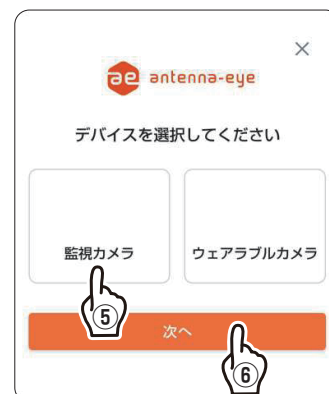 ×
ae antenna-eye
デバイスを選択してください
監視カメラ
ウェアラブルカメラ
⑤
次へ
⑥